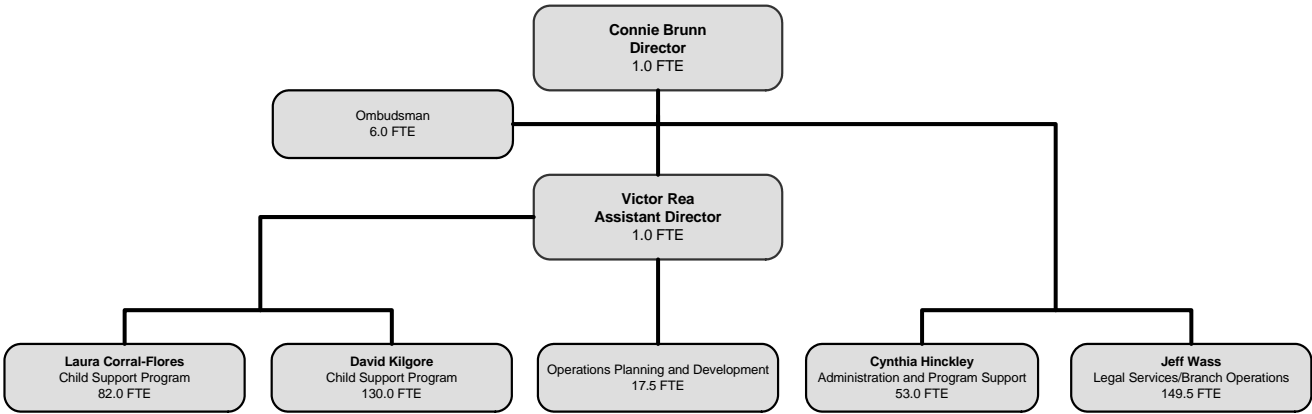 Connie Brunn
Director
1.0 FTE
Ombudsman
6.0 FTE
Victor Rea
Assistant Director
1.0 FTE
Laura Corral-Flores
Child Support Program
82.0 FTE
David Kilgore
Child Support Program
130.0 FTE
Operations Planning and Development
17.5 FTE
Cynthia Hinckley
Administration and Program Support
53.0 FTE
Jeff Wass
Legal Services/Branch Operations
149.5 FTE